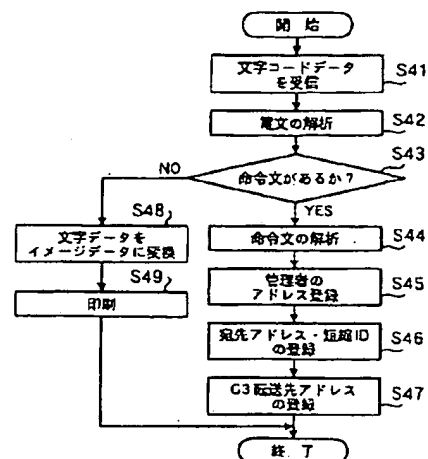 開 始
S41
文字コードデータ
を受信
S42
電文の解析
S43
命令文があるか?
NO
YES
S48
文字データを
イメージデータに変換
S44
命令文の解析
S49
印刷
S45
管理者の
アドレス登録
S46
宛先アドレス・短縮ID
の登録
S47
G3転送先アドレス
の登録
終 了